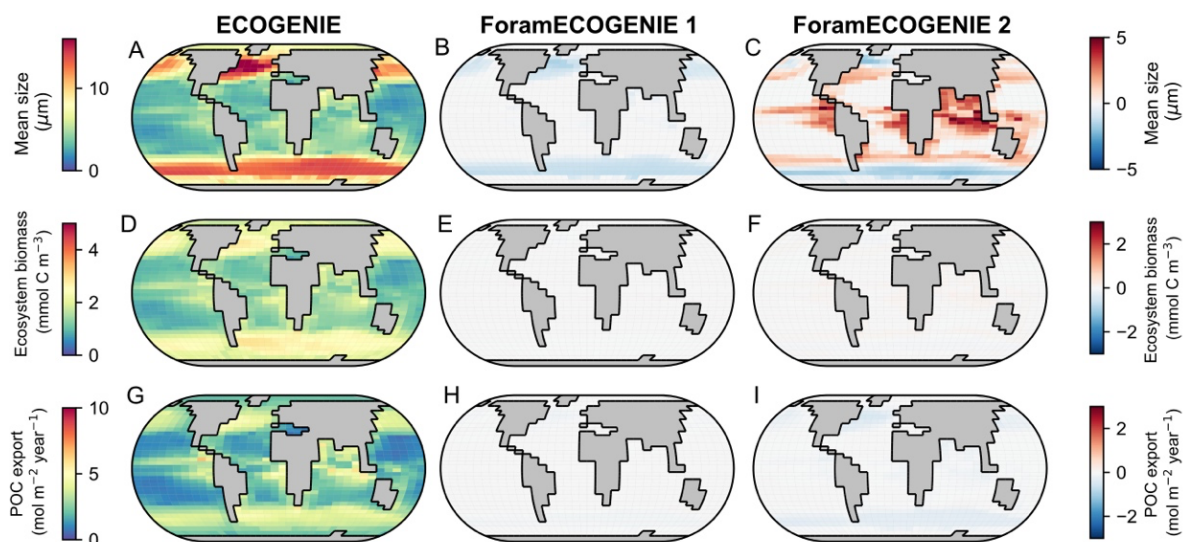 ECOGENIE
ForamECOGENIE 1
ForamECOGENIE 2
A
B
C
Mean size
(μm)
10
0
5
0
−5
Mean size
(μm)
D
E
F
Ecosystem biomass
(mmol C m⁻³)
4
2
0
2
0
−2
Ecosystem biomass
(mmol C m⁻³)
G
H
I
POC export
(mol m⁻² year⁻¹)
10
5
0
2
0
−2
POC export
(mol m⁻² year⁻¹)